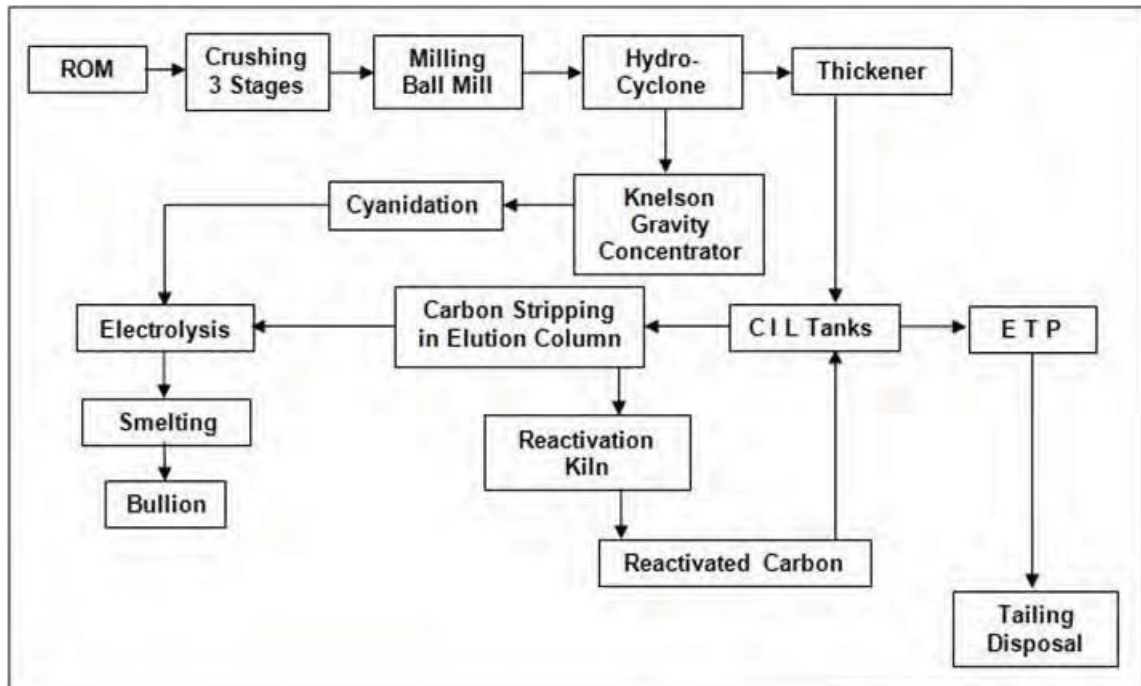 ROM
Crushing
3 Stages
Milling
Ball Mill
Hydro-
Cyclone
Thickener
Cyanidation
Knelson
Gravity
Concentrator
Electrolysis
Carbon Stripping
in Elution Column
C I L Tanks
E T P
Smelting
Reactivation
Kiln
Bullion
Reactivated Carbon
Tailing
Disposal